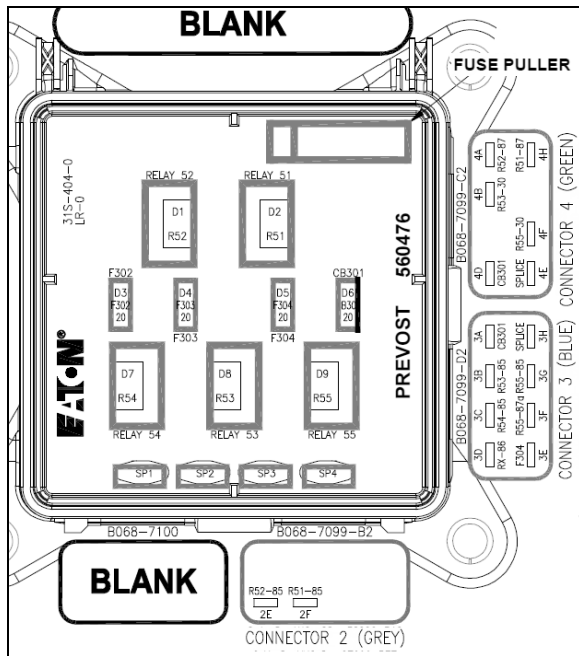 BLANK
FUSE PULLER
31S-404-0
LR-0
RELAY 52
RELAY 51
D1
R52
D2
R51
F302
CB301
D3
F302
20
D4
F303
20
D5
F304
20
D6
B30
20
F303
F304
EATON®
PREVOST 560476
D7
R54
D8
R53
D9
R55
RELAY 54
RELAY 53
RELAY 55
SP1
SP2
SP3
SP4
B068-7099-C2
4A
R52-87
R51-87
4H
4B
R53-30
R55-30
4F
4D
CB301
SPLICE
4E
CONNECTOR 4 (GREEN)
B068-7099-D2
3A
CB301
SPLICE
3H
3B
R53-85
R55-85
3G
3C
R54-85
R55-87a
3F
3D
RX-86
F304
3E
CONNECTOR 3 (BLUE)
B068-7100
B068-7099-B2
BLANK
R52-85
R51-85
2E
2F
CONNECTOR 2 (GREY)